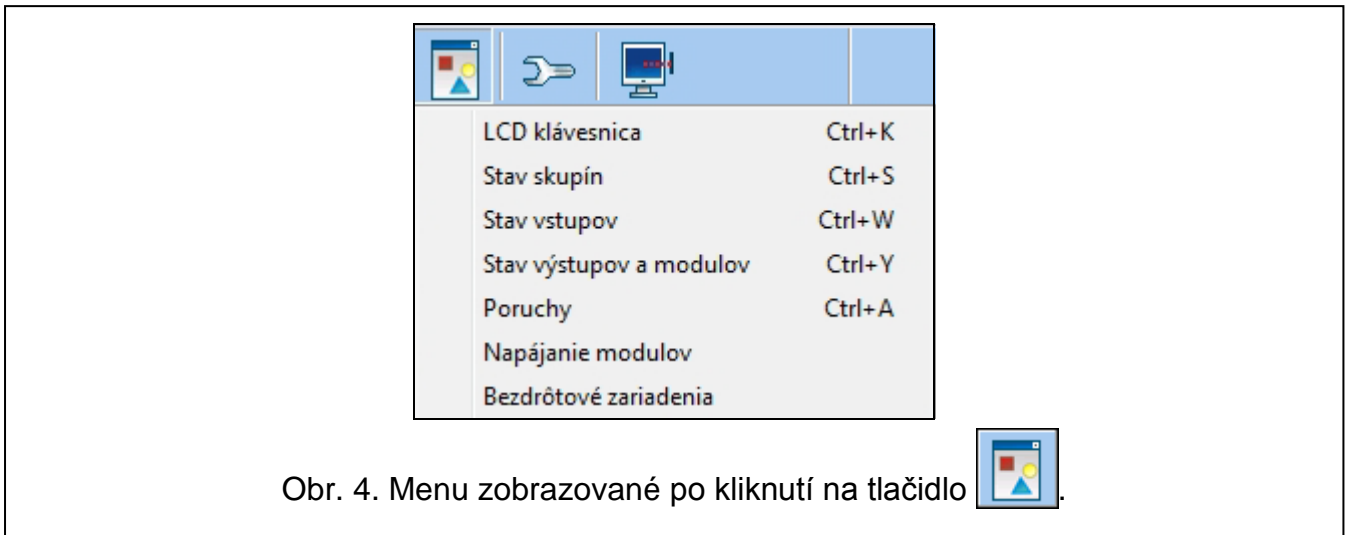 LCD klávesnica Ctrl+K
Stav skupín Ctrl+S
Stav vstupov Ctrl+W
Stav výstupov a modulov Ctrl+Y
Poruchy Ctrl+A
Napájanie modulov
Bezdrôtové zariadenia
Obr. 4. Menu zobrazované po kliknutí na tlačidlo .